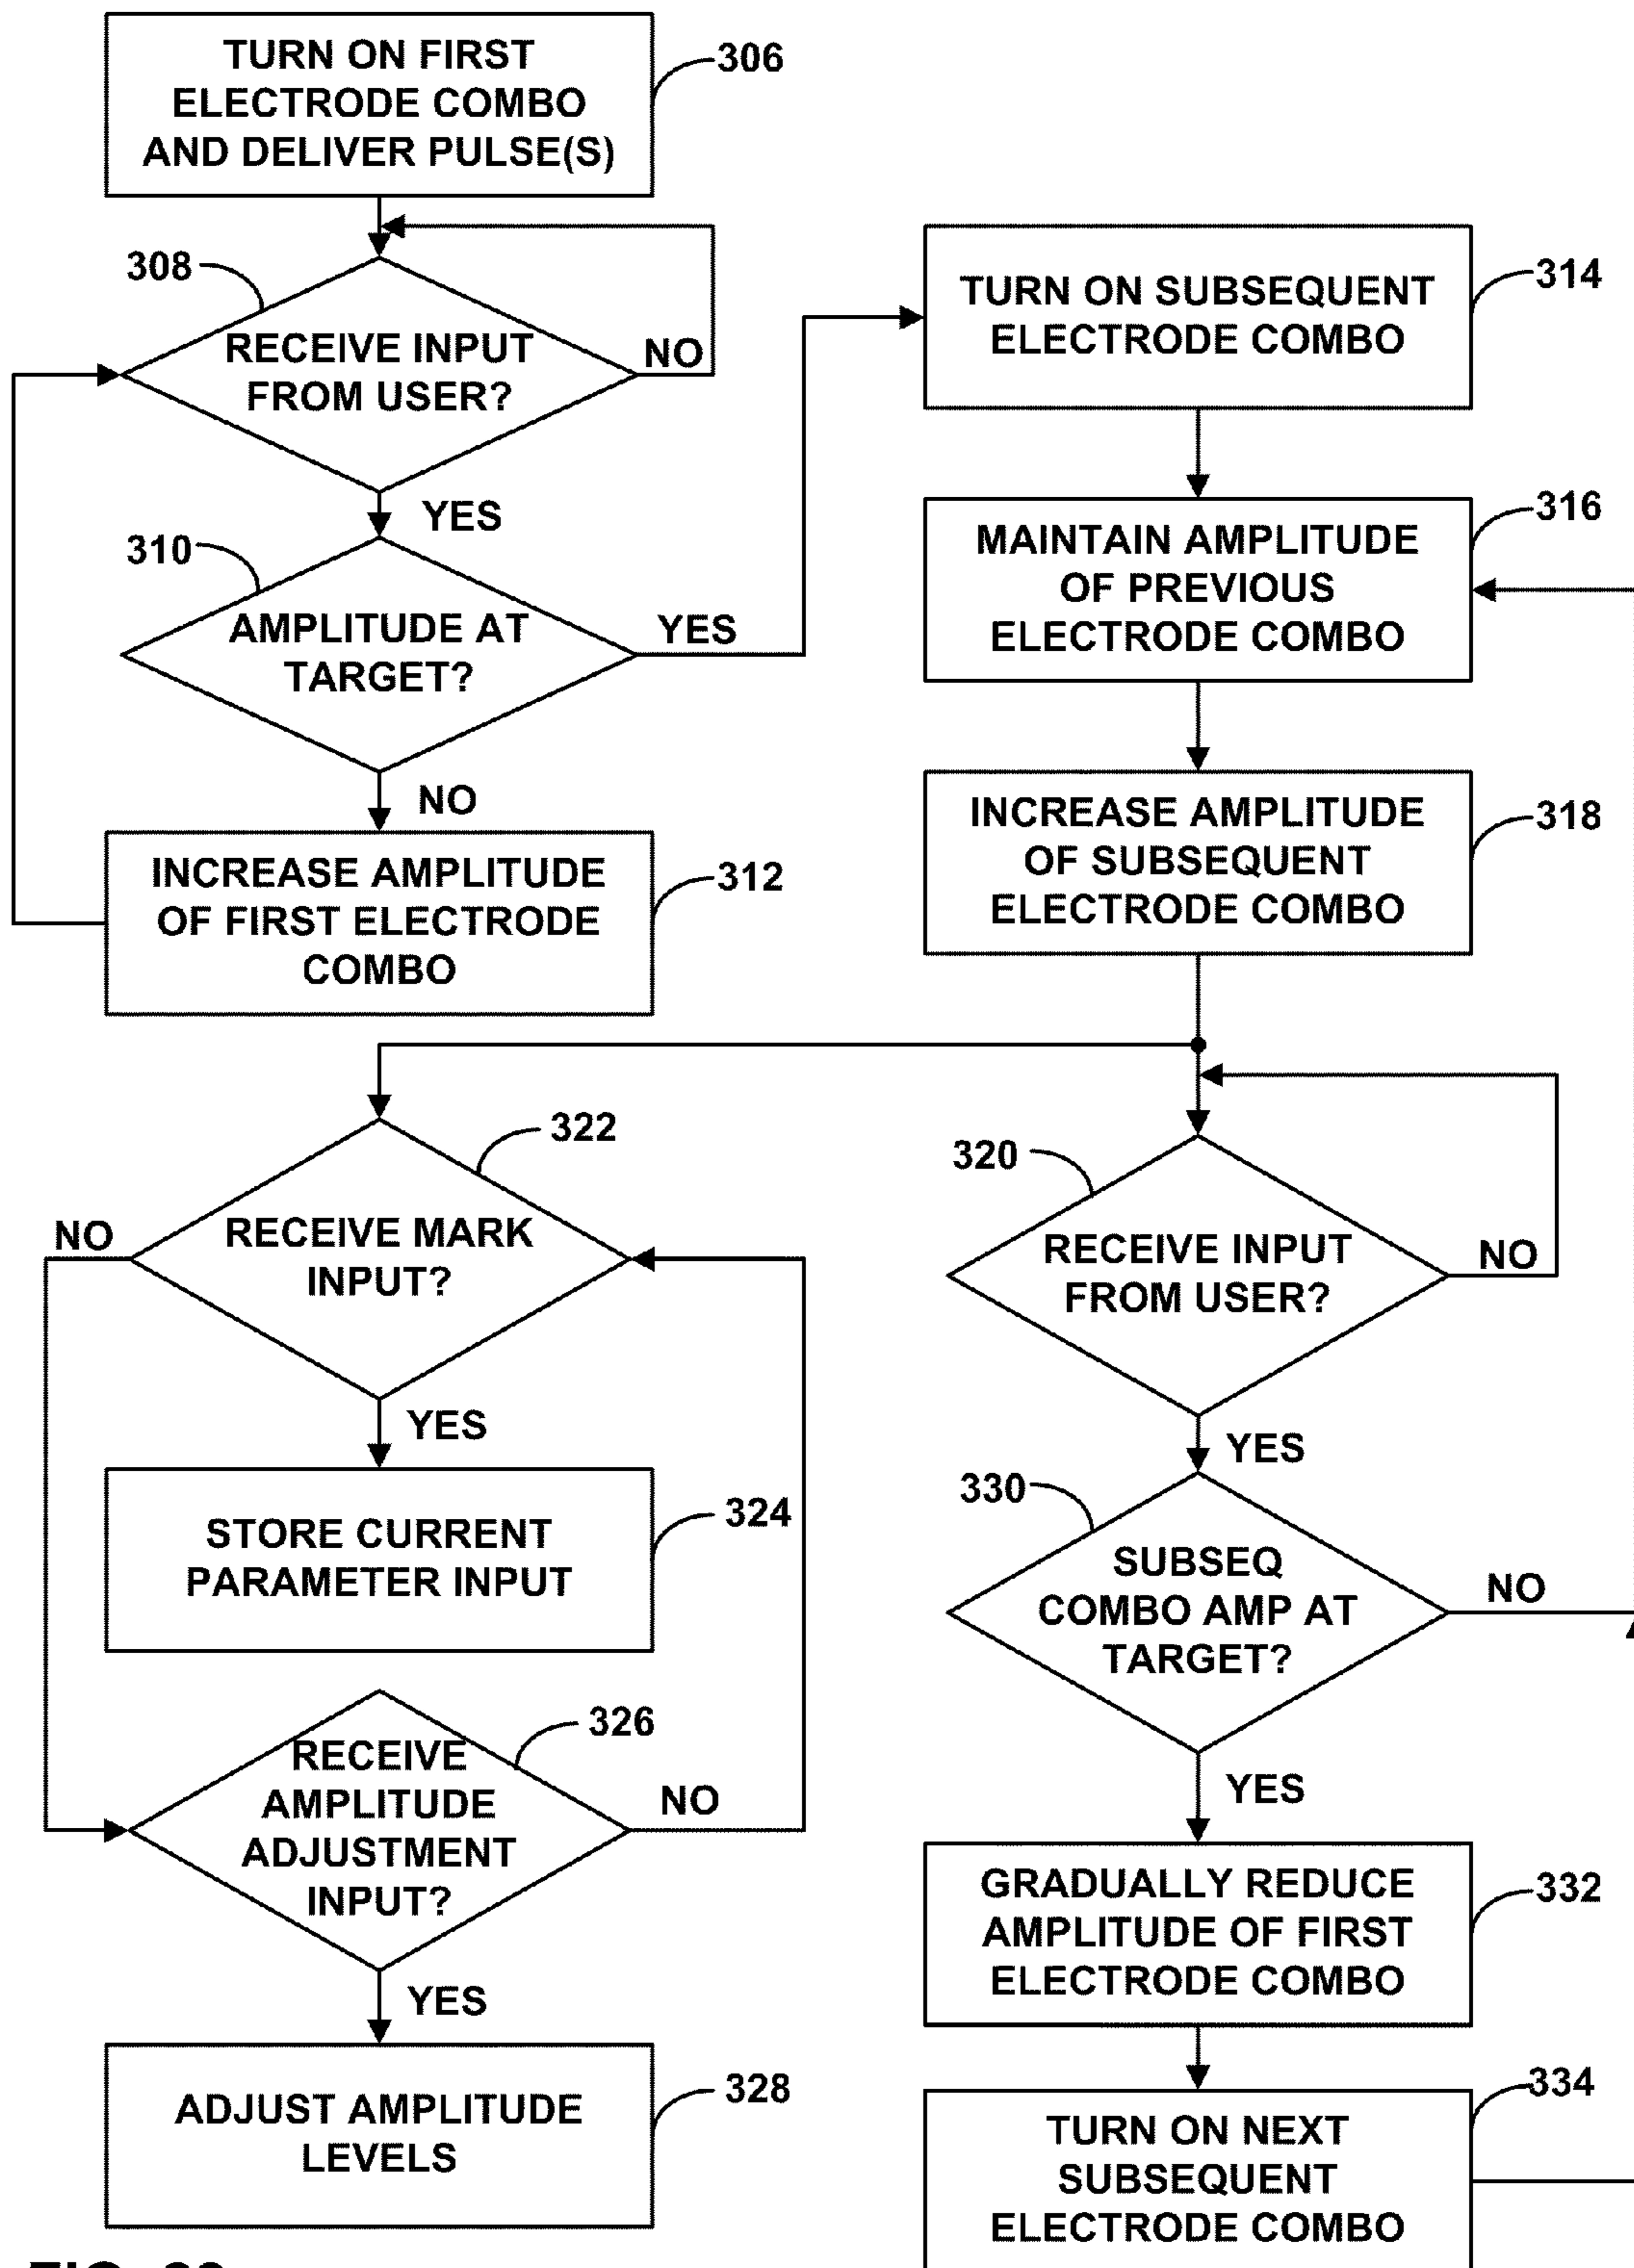 TURN ON FIRST
ELECTRODE COMBO
AND DELIVER PULSE(S)
306
308
RECEIVE INPUT
FROM USER?
NO
YES
310
AMPLITUDE AT
TARGET?
YES
NO
INCREASE AMPLITUDE
OF FIRST ELECTRODE
COMBO
312
TURN ON SUBSEQUENT
ELECTRODE COMBO
314
MAINTAIN AMPLITUDE
OF PREVIOUS
ELECTRODE COMBO
316
INCREASE AMPLITUDE
OF SUBSEQUENT
ELECTRODE COMBO
318
322
RECEIVE MARK
INPUT?
NO
YES
STORE CURRENT
PARAMETER INPUT
324
326
RECEIVE
AMPLITUDE
ADJUSTMENT
INPUT?
NO
YES
ADJUST AMPLITUDE
LEVELS
328
320
RECEIVE INPUT
FROM USER?
NO
YES
330
SUBSEQ
COMBO AMP AT
TARGET?
NO
YES
GRADUALLY REDUCE
AMPLITUDE OF FIRST
ELECTRODE COMBO
332
TURN ON NEXT
SUBSEQUENT
ELECTRODE COMBO
334